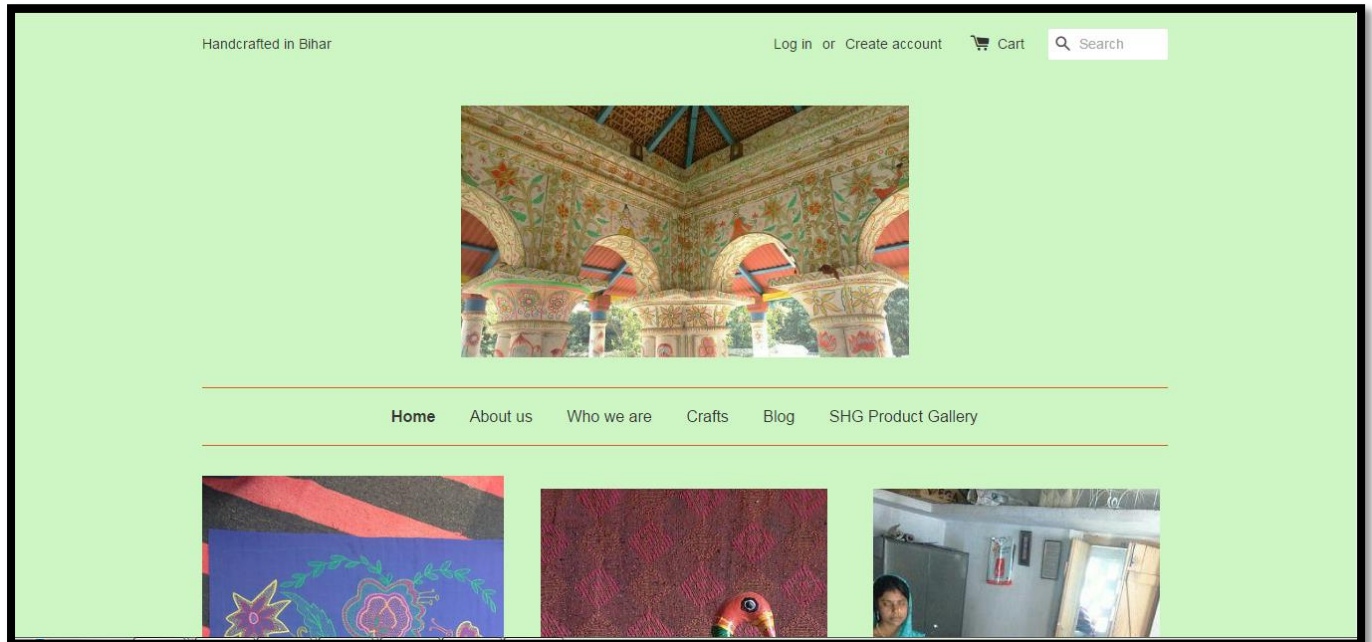 Handcrafted in Bihar
Log in or Create account Cart Search
Home About us Who we are Crafts Blog SHG Product Gallery